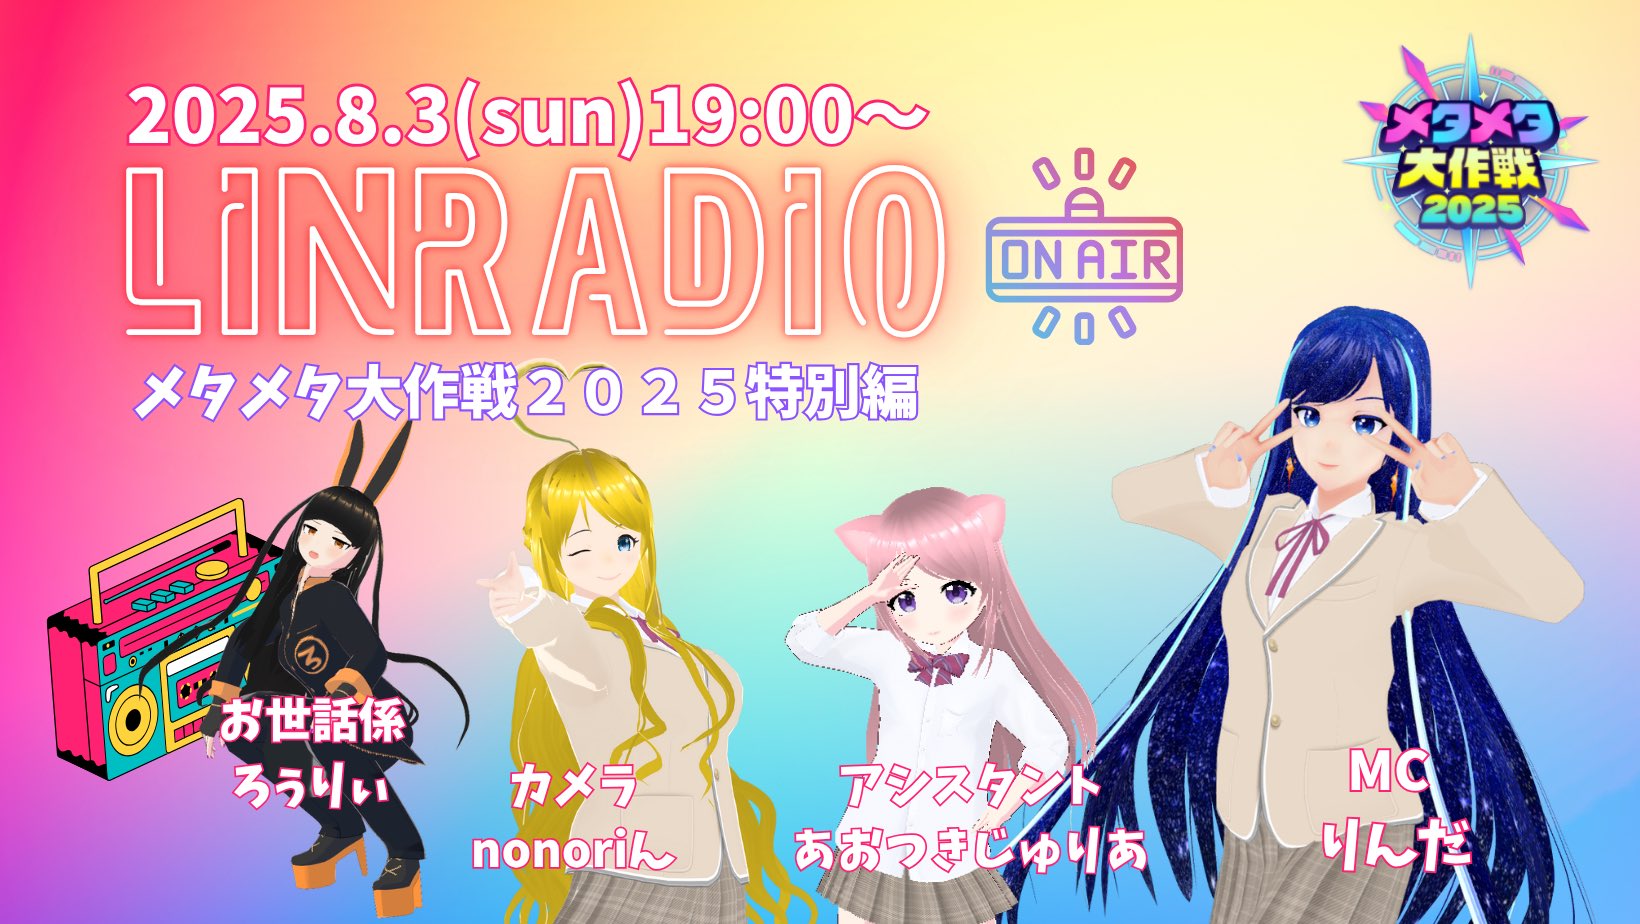 2025.8.3(sun)19:00～
LINRADIO
ON AIR
メタメタ
大作戦
2025
メタメタ大作戦２０２５特別編
お世話係
ろぅりぃ
カメラ
nonoriん
アシスタント
あおつきじゅりあ
MC
りんだ